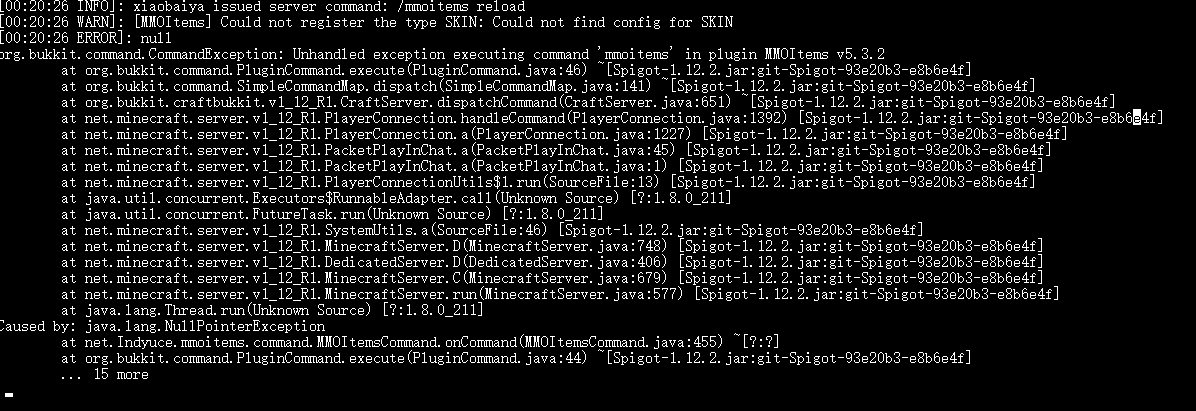 [00:20:26 INFO]: xiaobaiya issued server command: /mmoitems reload
[00:20:26 WARN]: [MMOItems] Could not register the type SKIN: Could not find config for SKIN
[00:20:26 ERROR]: null
org.bukkit.command.CommandException: Unhandled exception executing command 'mmoitems' in plugin MMOItems v5.3.2
at org.bukkit.command.PluginCommand.execute(PluginCommand.java:46) ~[Spigot-1.12.2.jar:git-Spigot-93e20b3-e8b6e4f]
at org.bukkit.command.SimpleCommandMap.dispatch(SimpleCommandMap.java:141) ~[Spigot-1.12.2.jar:git-Spigot-93e20b3-e8b6e4f]
at org.bukkit.craftbukkit.v1_12_R1.CraftServer.dispatchCommand(CraftServer.java:651) ~[Spigot-1.12.2.jar:git-Spigot-93e20b3-e8b6e4f]
at net.minecraft.server.v1_12_R1.PlayerConnection.handleCommand(PlayerConnection.java:1392) [Spigot-1.12.2.jar:git-Spigot-93e20b3-e8b6e4f]
at net.minecraft.server.v1_12_R1.PlayerConnection.a(PlayerConnection.java:1227) [Spigot-1.12.2.jar:git-Spigot-93e20b3-e8b6e4f]
at net.minecraft.server.v1_12_R1.PacketPlayInChat.a(PacketPlayInChat.java:45) [Spigot-1.12.2.jar:git-Spigot-93e20b3-e8b6e4f]
at net.minecraft.server.v1_12_R1.PacketPlayInChat.a(PacketPlayInChat.java:1) [Spigot-1.12.2.jar:git-Spigot-93e20b3-e8b6e4f]
at net.minecraft.server.v1_12_R1.PlayerConnectionUtils$1.run(SourceFile:13) [Spigot-1.12.2.jar:git-Spigot-93e20b3-e8b6e4f]
at java.util.concurrent.Executors$RunnableAdapter.call(Unknown Source) [?:1.8.0_211]
at java.util.concurrent.FutureTask.run(Unknown Source) [?:1.8.0_211]
at net.minecraft.server.v1_12_R1.SystemUtils.a(SourceFile:46) [Spigot-1.12.2.jar:git-Spigot-93e20b3-e8b6e4f]
at net.minecraft.server.v1_12_R1.MinecraftServer.D(MinecraftServer.java:748) [Spigot-1.12.2.jar:git-Spigot-93e20b3-e8b6e4f]
at net.minecraft.server.v1_12_R1.DedicatedServer.D(DedicatedServer.java:406) [Spigot-1.12.2.jar:git-Spigot-93e20b3-e8b6e4f]
at net.minecraft.server.v1_12_R1.MinecraftServer.C(MinecraftServer.java:679) [Spigot-1.12.2.jar:git-Spigot-93e20b3-e8b6e4f]
at net.minecraft.server.v1_12_R1.MinecraftServer.run(MinecraftServer.java:577) [Spigot-1.12.2.jar:git-Spigot-93e20b3-e8b6e4f]
at java.lang.Thread.run(Unknown Source) [?:1.8.0_211]
Caused by: java.lang.NullPointerException
at net.Indyuce.mmoitems.command.MMOItemsCommand.onCommand(MMOItemsCommand.java:455) ~[?:?]
at org.bukkit.command.PluginCommand.execute(PluginCommand.java:44) ~[Spigot-1.12.2.jar:git-Spigot-93e20b3-e8b6e4f]
... 15 more